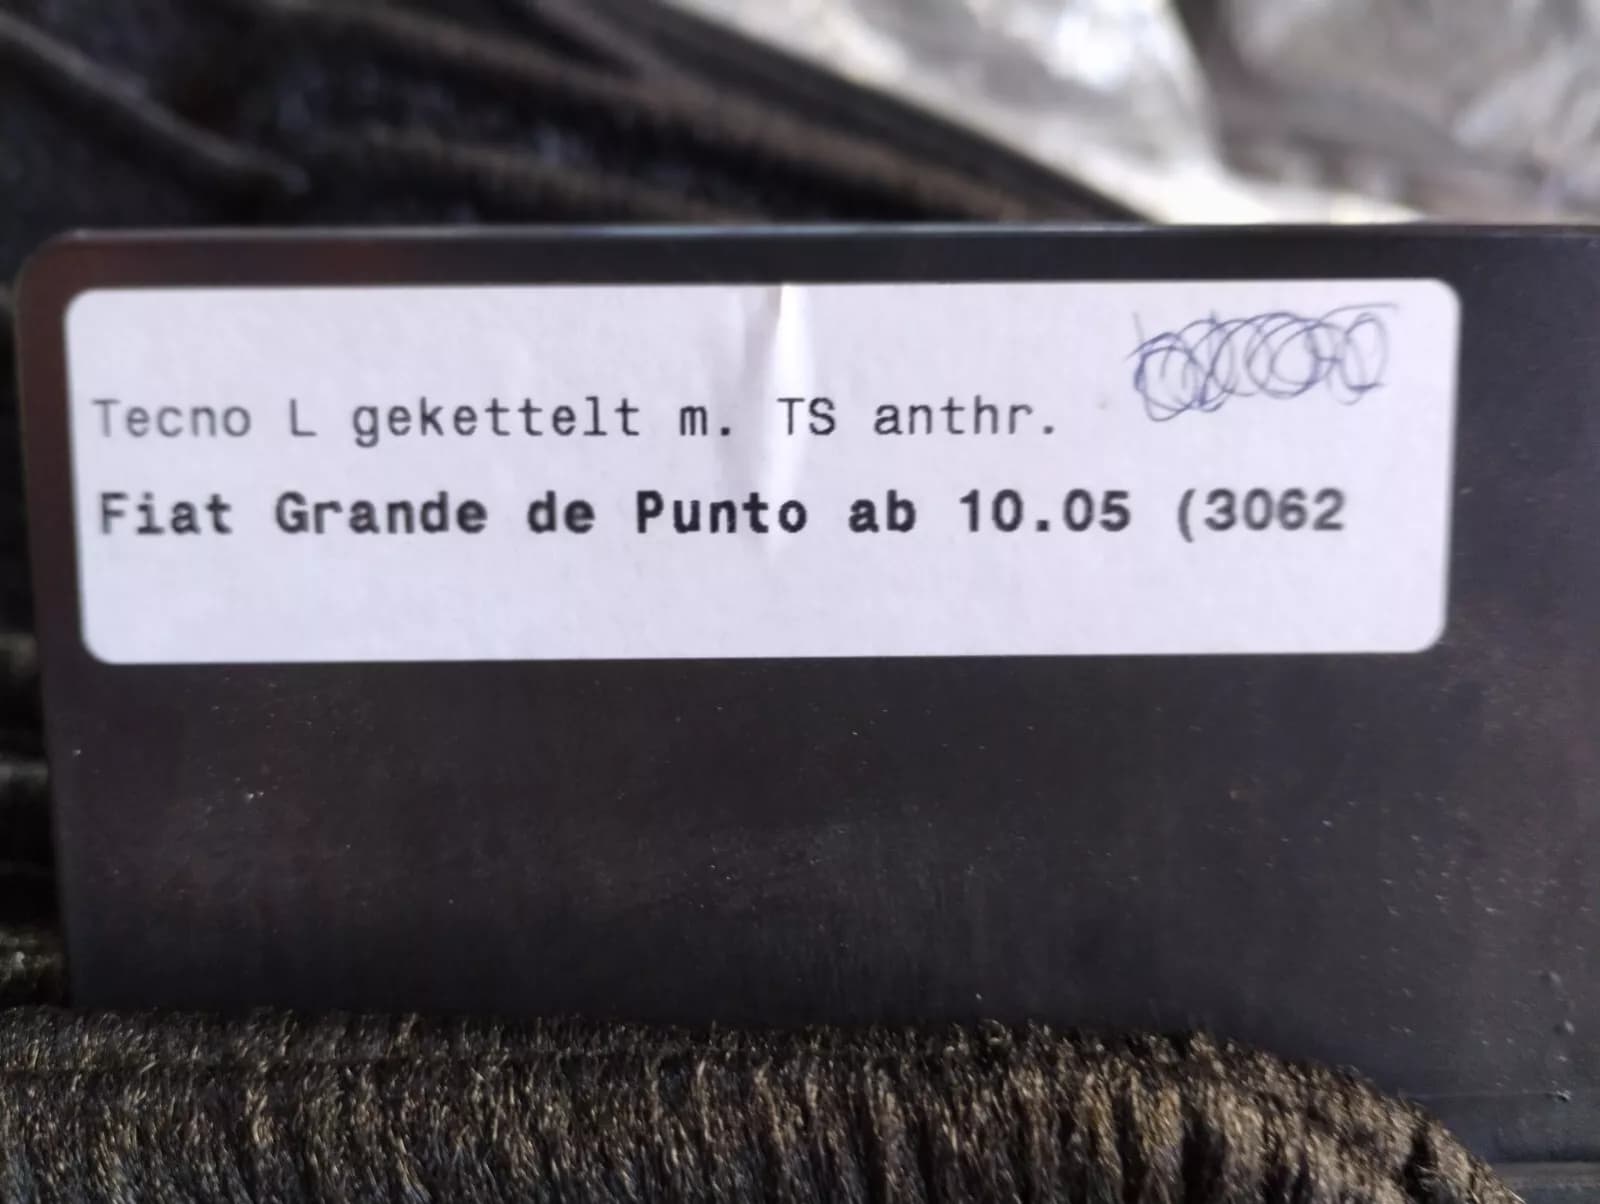 Tecno L gekettelt m. TS anthr.
Fiat Grande de Punto ab 10.05 (3062